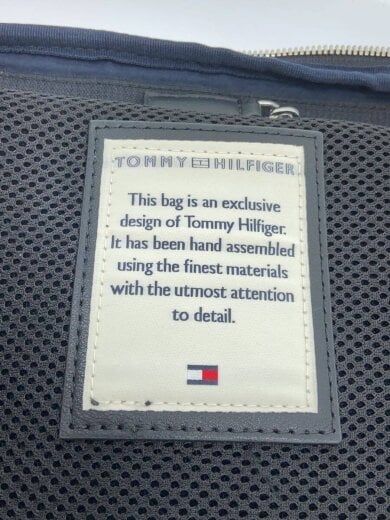 TOMMY HILFIGER
This bag is an exclusive
design of Tommy Hilfiger.
It has been hand assembled
using the finest materials
with the utmost attention
to detail.